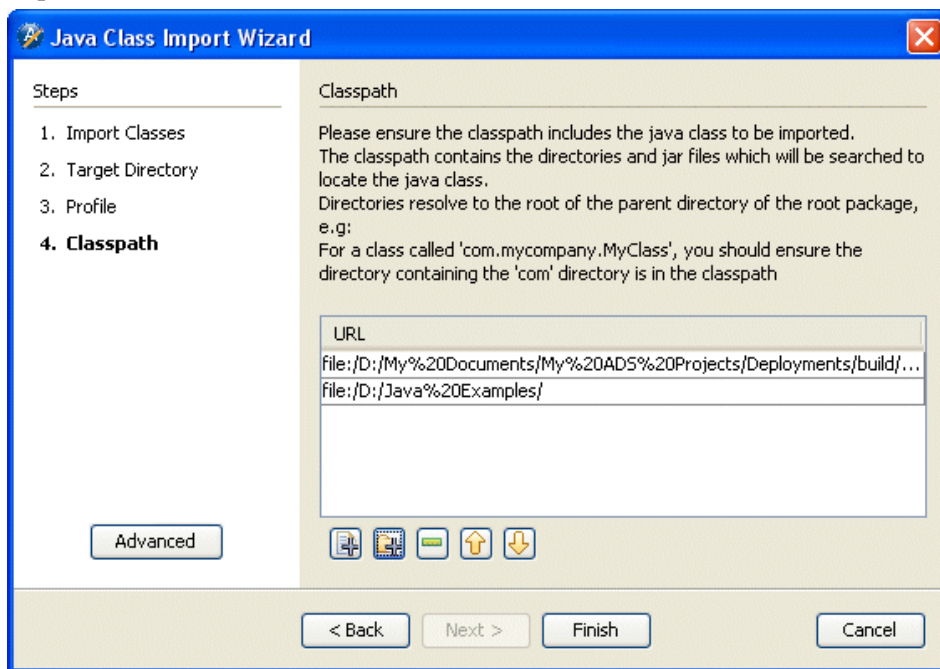 Java Class Import Wizard
Steps
1. Import Classes
2. Target Directory
3. Profile
4. Classpath
Advanced
Classpath
Please ensure the classpath includes the java class to be imported.
The classpath contains the directories and jar files which will be searched to
locate the java class.
Directories resolve to the root of the parent directory of the root package,
e.g:
For a class called 'com.mycompany.MyClass', you should ensure the
directory containing the 'com' directory is in the classpath
URL
file:/D:/My%20Documents/My%20ADS%20Projects/Deployments/build/...
file:/D:/Java%20Examples/
< Back
Next >
Finish
Cancel